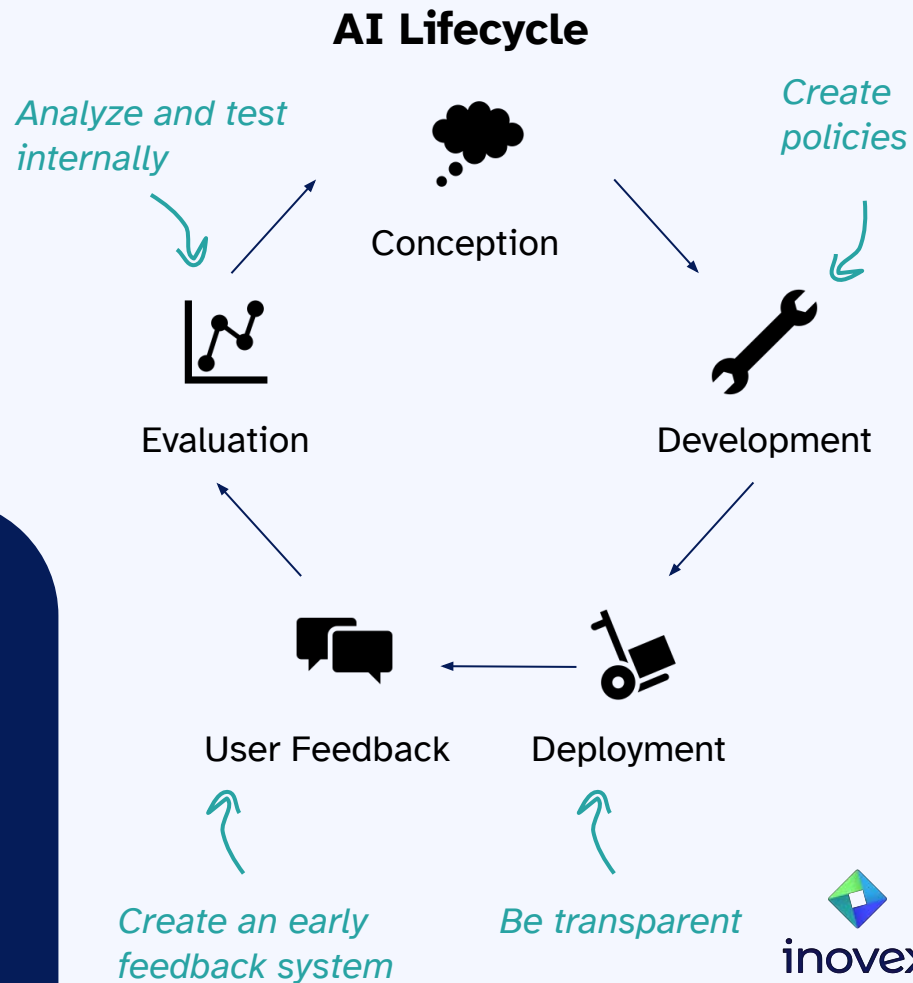 AI Lifecycle
Analyze and test
internally
Create
policies
Conception
Evaluation
Development
User Feedback
Deployment
Create an early
feedback system
Be transparent
inovex